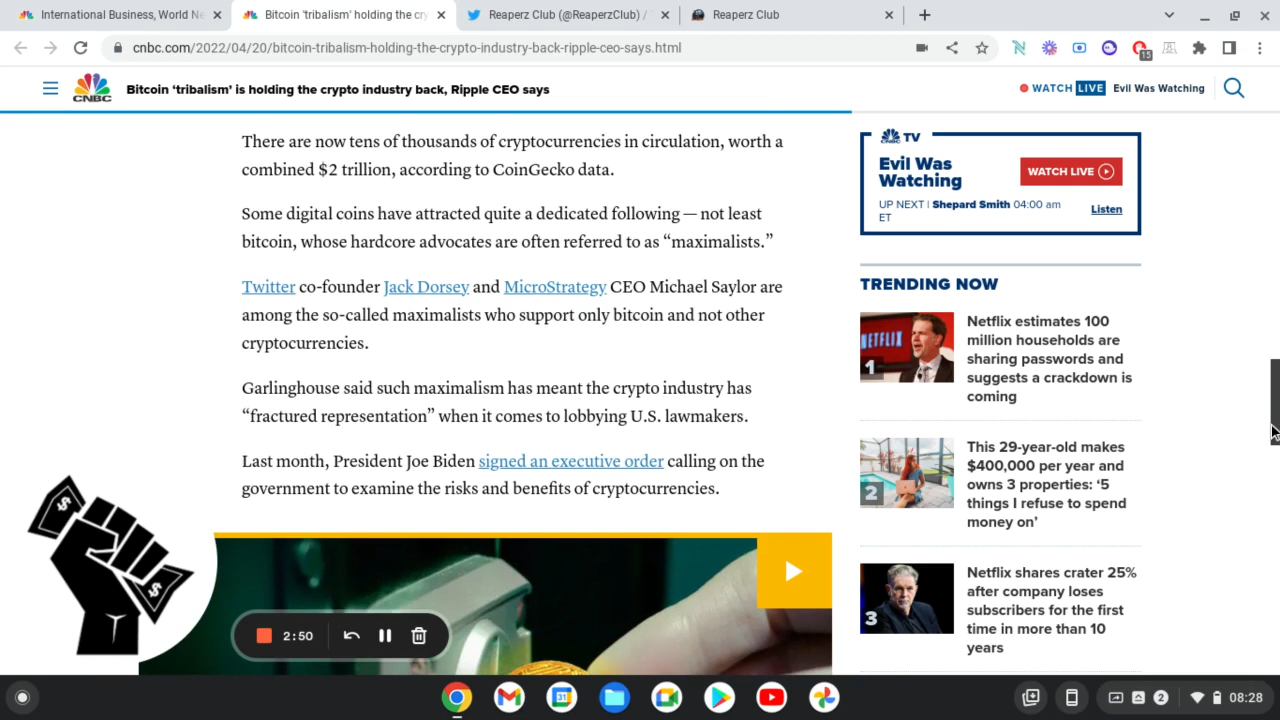 International Business, World Ne
Bitcoin 'tribalism' holding the cry
Reaperz Club (@ReaperzClub) / T
Reaperz Club
cnbc.com/2022/04/20/bitcoin-tribalism-holding-the-crypto-industry-back-ripple-ceo-says.html
15
CNBC
Bitcoin ‘tribalism’ is holding the crypto industry back, Ripple CEO says
WATCH LIVE Evil Was Watching
There are now tens of thousands of cryptocurrencies in circulation, worth a
combined $2 trillion, according to CoinGecko data.
Some digital coins have attracted quite a dedicated following — not least
bitcoin, whose hardcore advocates are often referred to as “maximalists.”
Twitter co-founder Jack Dorsey and MicroStrategy CEO Michael Saylor are
among the so-called maximalists who support only bitcoin and not other
cryptocurrencies.
Garlinghouse said such maximalism has meant the crypto industry has
“fractured representation” when it comes to lobbying U.S. lawmakers.
Last month, President Joe Biden signed an executive order calling on the
government to examine the risks and benefits of cryptocurrencies.
$
$
2:50
CNBC TV
Evil Was
Watching
WATCH LIVE
UP NEXT | Shepard Smith 04:00 am
ET
Listen
TRENDING NOW
NETFLIX
1
Netflix estimates 100
million households are
sharing passwords and
suggests a crackdown is
coming
2
This 29-year-old makes
$400,000 per year and
owns 3 properties: ‘5
things I refuse to spend
money on’
3
Netflix shares crater 25%
after company loses
subscribers for the first
time in more than 10
years
31
2
08:28